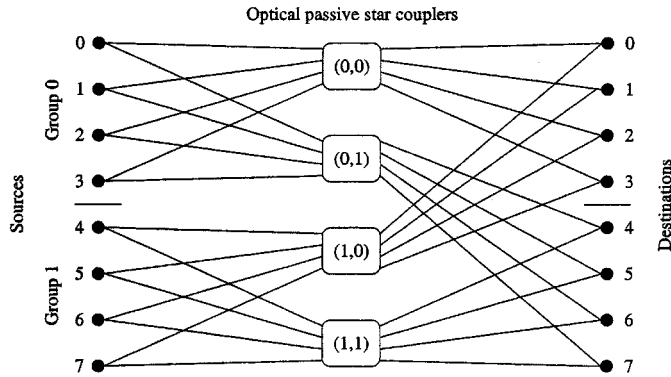 Optical passive star couplers
0 0
1 (0,0) 1
2 2
3 (0,1) 3
4 4
5 (1,0) 5
6 6
7 (1,1) 7
Sources
Group 0
Group 1
Destinations